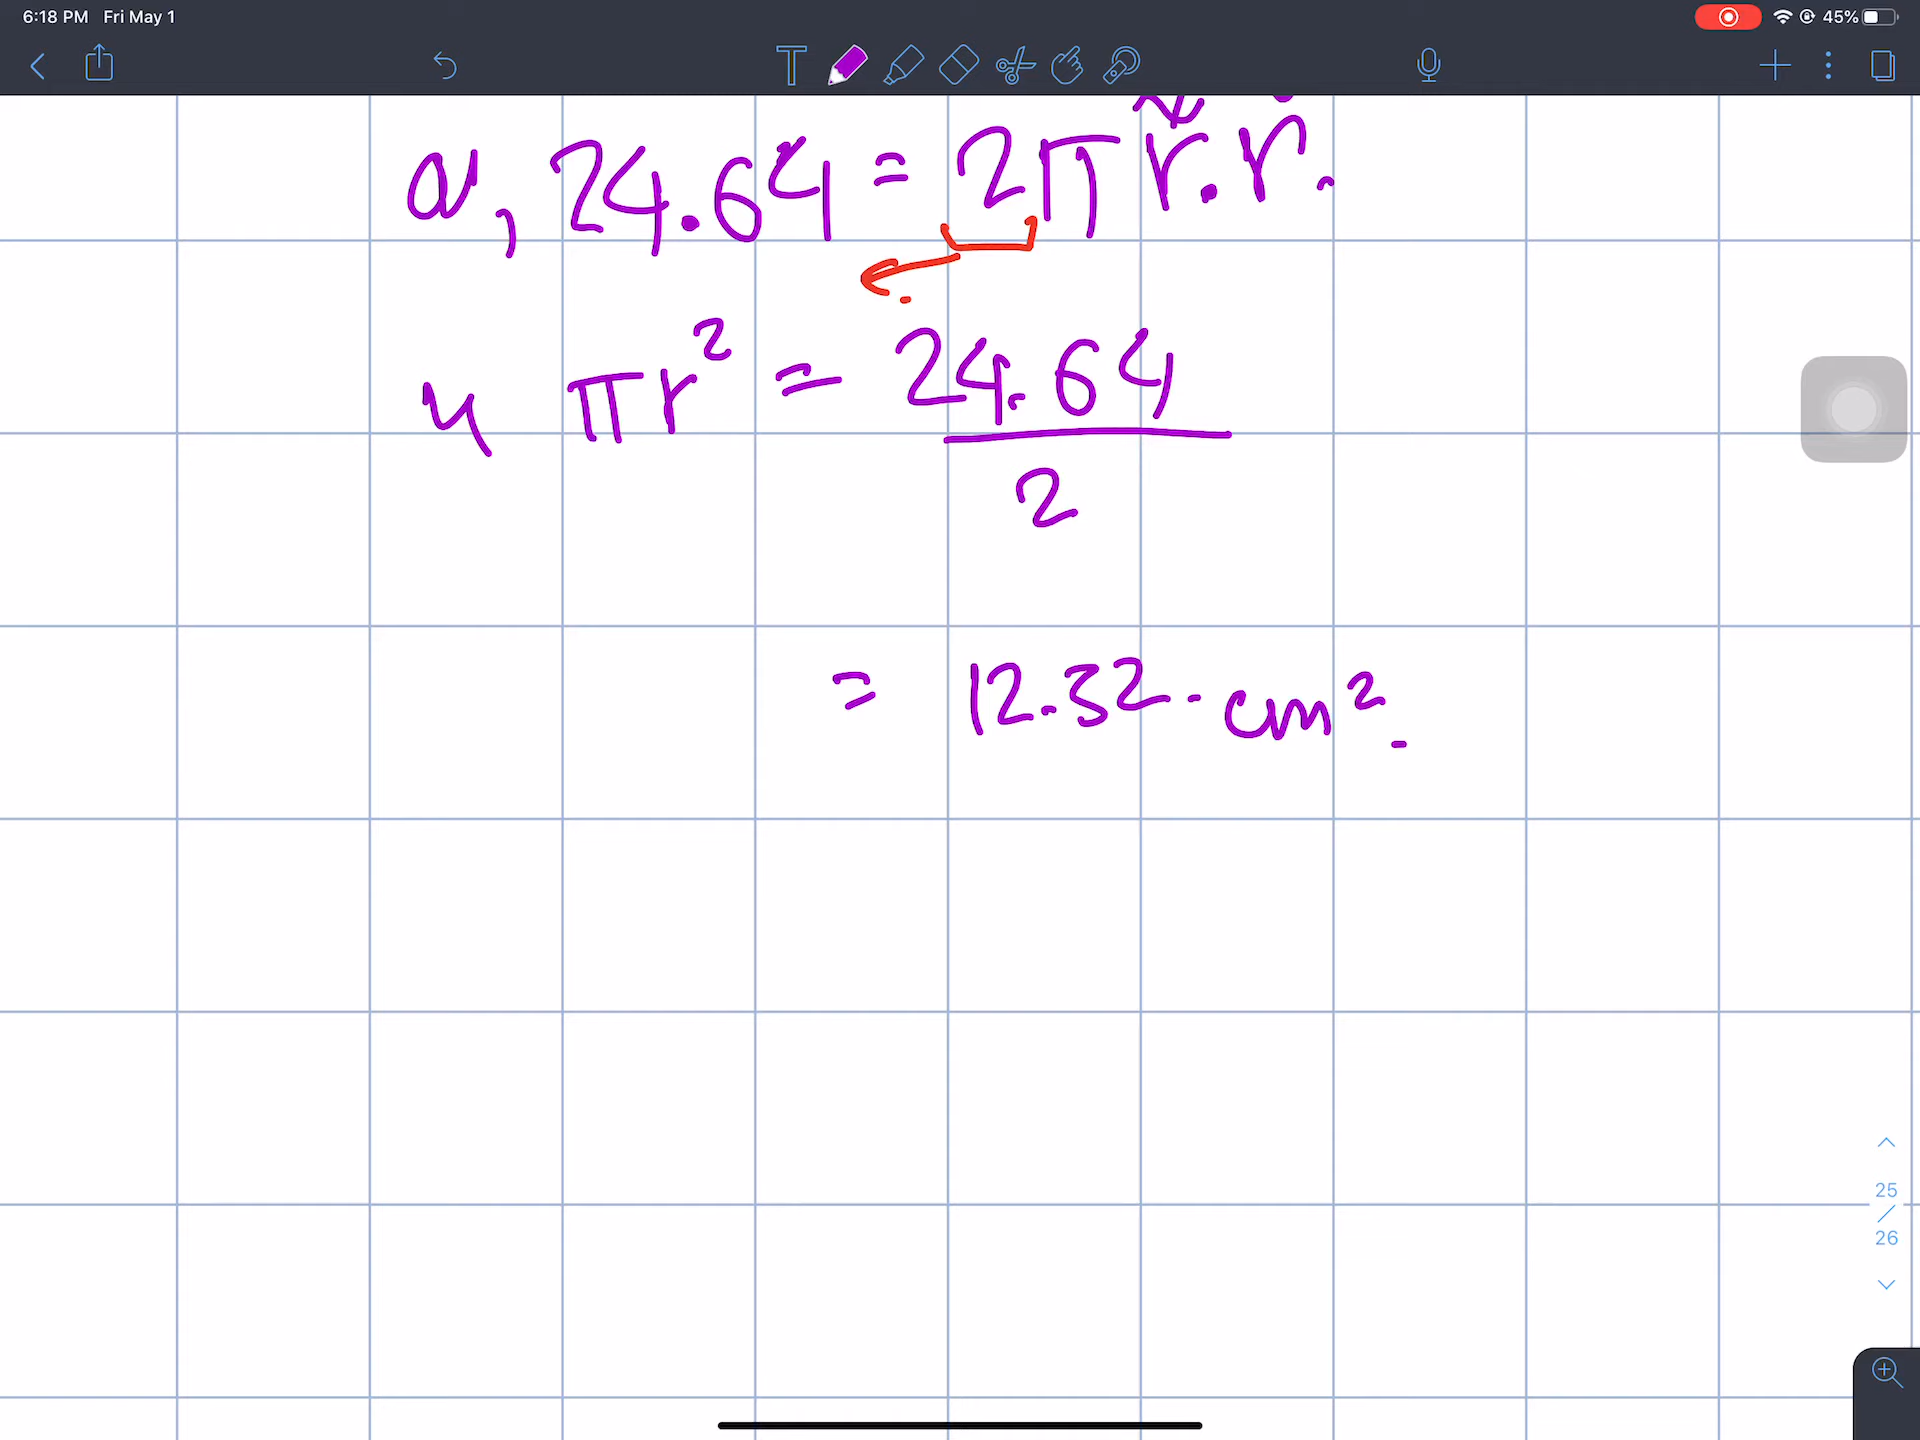 6:18 PM Fri May 1 45%
or, 24.64 = 2π r.r.
πr² = 24.64
2
= 12.32 cm².
25
/
26